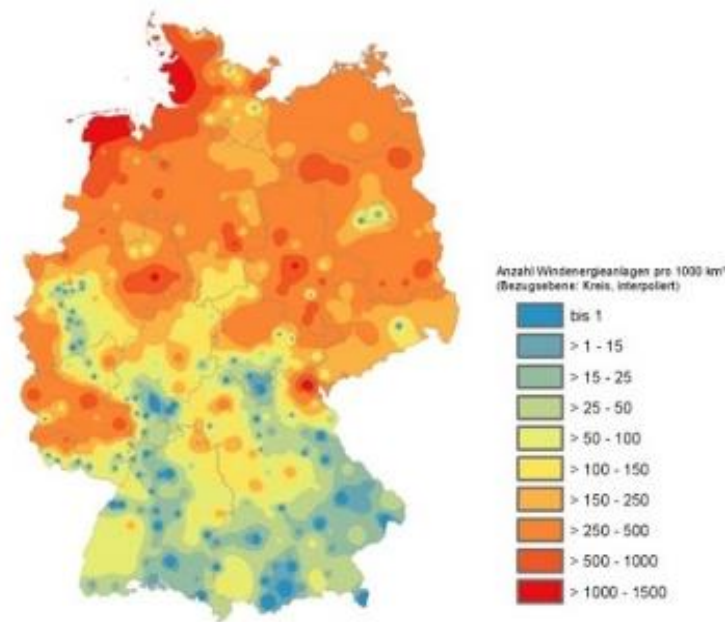 Anzahl Windenergieanlagen pro 1000 km²
(Bezugsebene: Kreis, interpoliert)
bis 1
> 1 - 15
> 15 - 25
> 25 - 50
> 50 - 100
> 100 - 150
> 150 - 250
> 250 - 500
> 500 - 1000
> 1000 - 1500